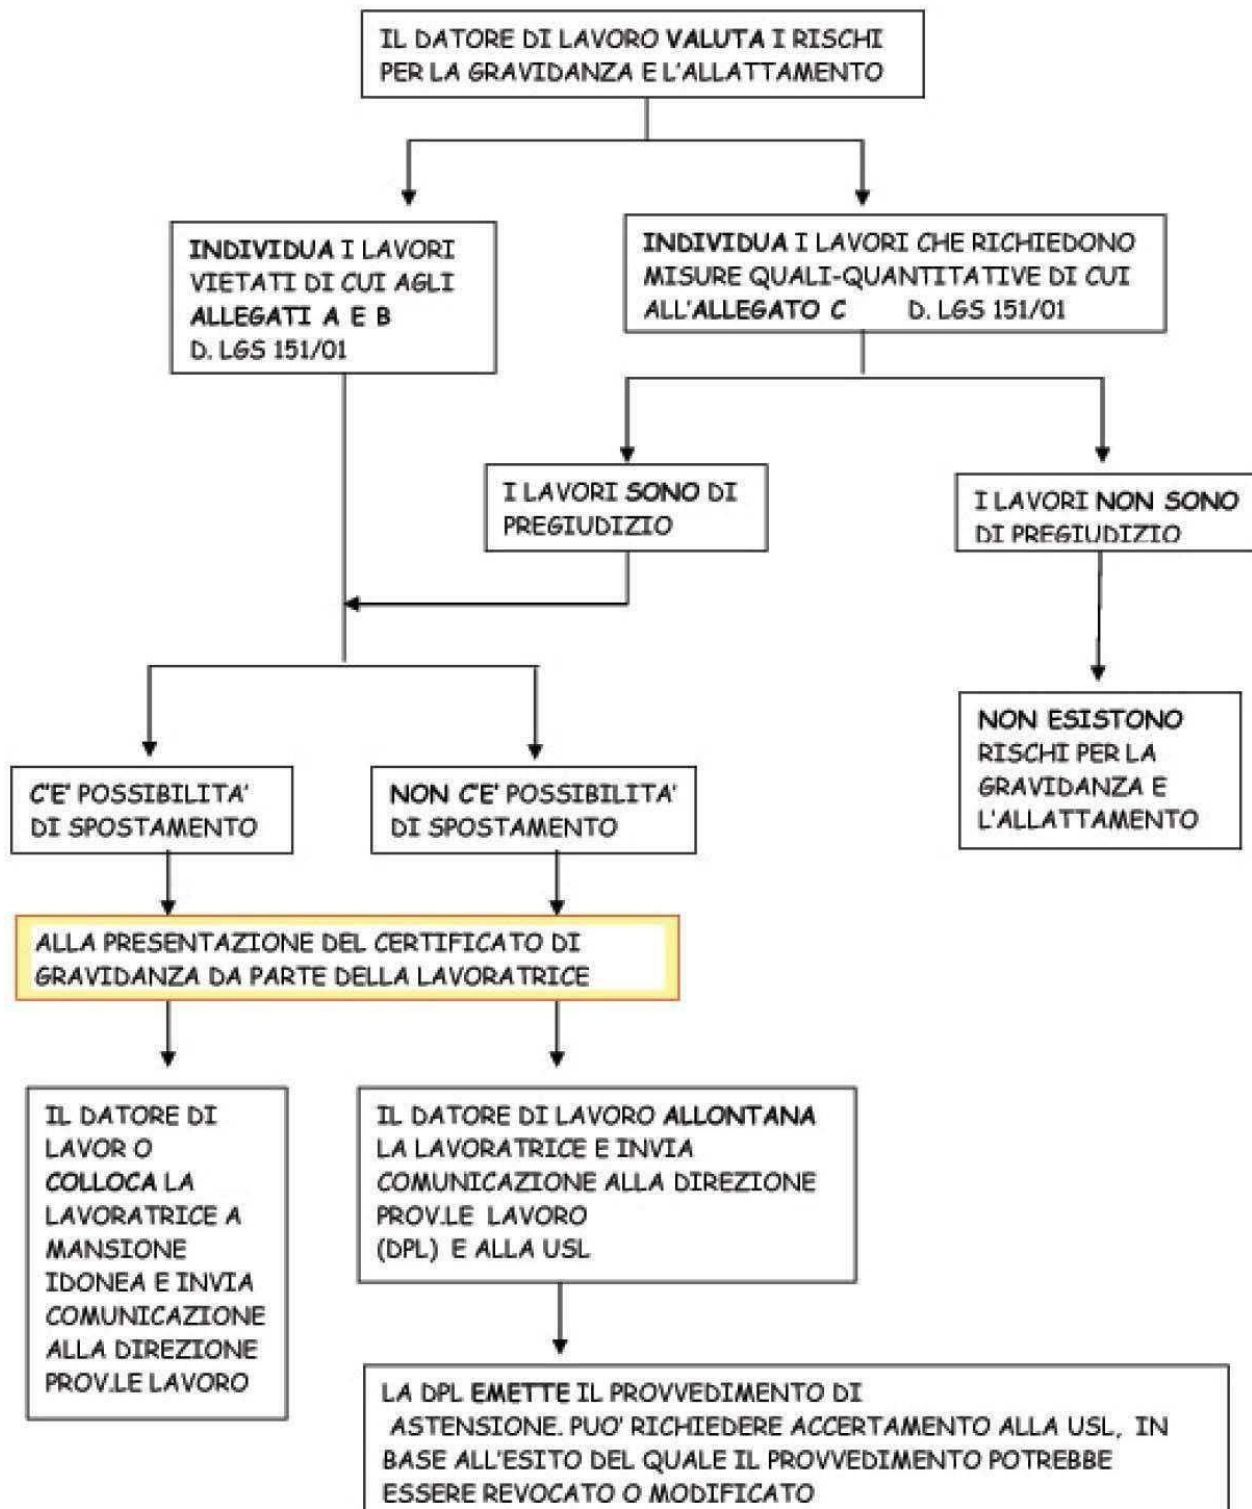 IL DATORE DI LAVORO VALUTA I RISCHI
PER LA GRAVIDANZA E L'ALLATTAMENTO
INDIVIDUA I LAVORI
VIETATI DI CUI AGLI
ALLEGATI A E B
D. LGS 151/01
INDIVIDUA I LAVORI CHE RICHIEDONO
MISURE QUALI-QUANTITATIVE DI CUI
ALL'ALLEGATO C D. LGS 151/01
I LAVORI SONO DI
PREGIUDIZIO
I LAVORI NON SONO
DI PREGIUDIZIO
NON ESISTONO
RISCHI PER LA
GRAVIDANZA E
L'ALLATTAMENTO
C'E' POSSIBILITA'
DI SPOSTAMENTO
NON C'E' POSSIBILITA'
DI SPOSTAMENTO
ALLA PRESENTAZIONE DEL CERTIFICATO DI
GRAVIDANZA DA PARTE DELLA LAVORATRICE
IL DATORE DI
LAVOR O
COLLOCA LA
LAVORATRICE A
MANSIONE
IDONEA E INVIA
COMUNICAZIONE
ALLA DIREZIONE
PROV.LE LAVORO
IL DATORE DI LAVORO ALLONTANA
LA LAVORATRICE E INVIA
COMUNICAZIONE ALLA DIREZIONE
PROV.LE LAVORO
(DPL) E ALLA USL
LA DPL EMETTE IL PROVVEDIMENTO DI
ASTENSIONE. PUO' RICHIEDERE ACCERTAMENTO ALLA USL, IN
BASE ALL'ESITO DEL QUALE IL PROVVEDIMENTO POTREBBE
ESSERE REVOCATO O MODIFICATO